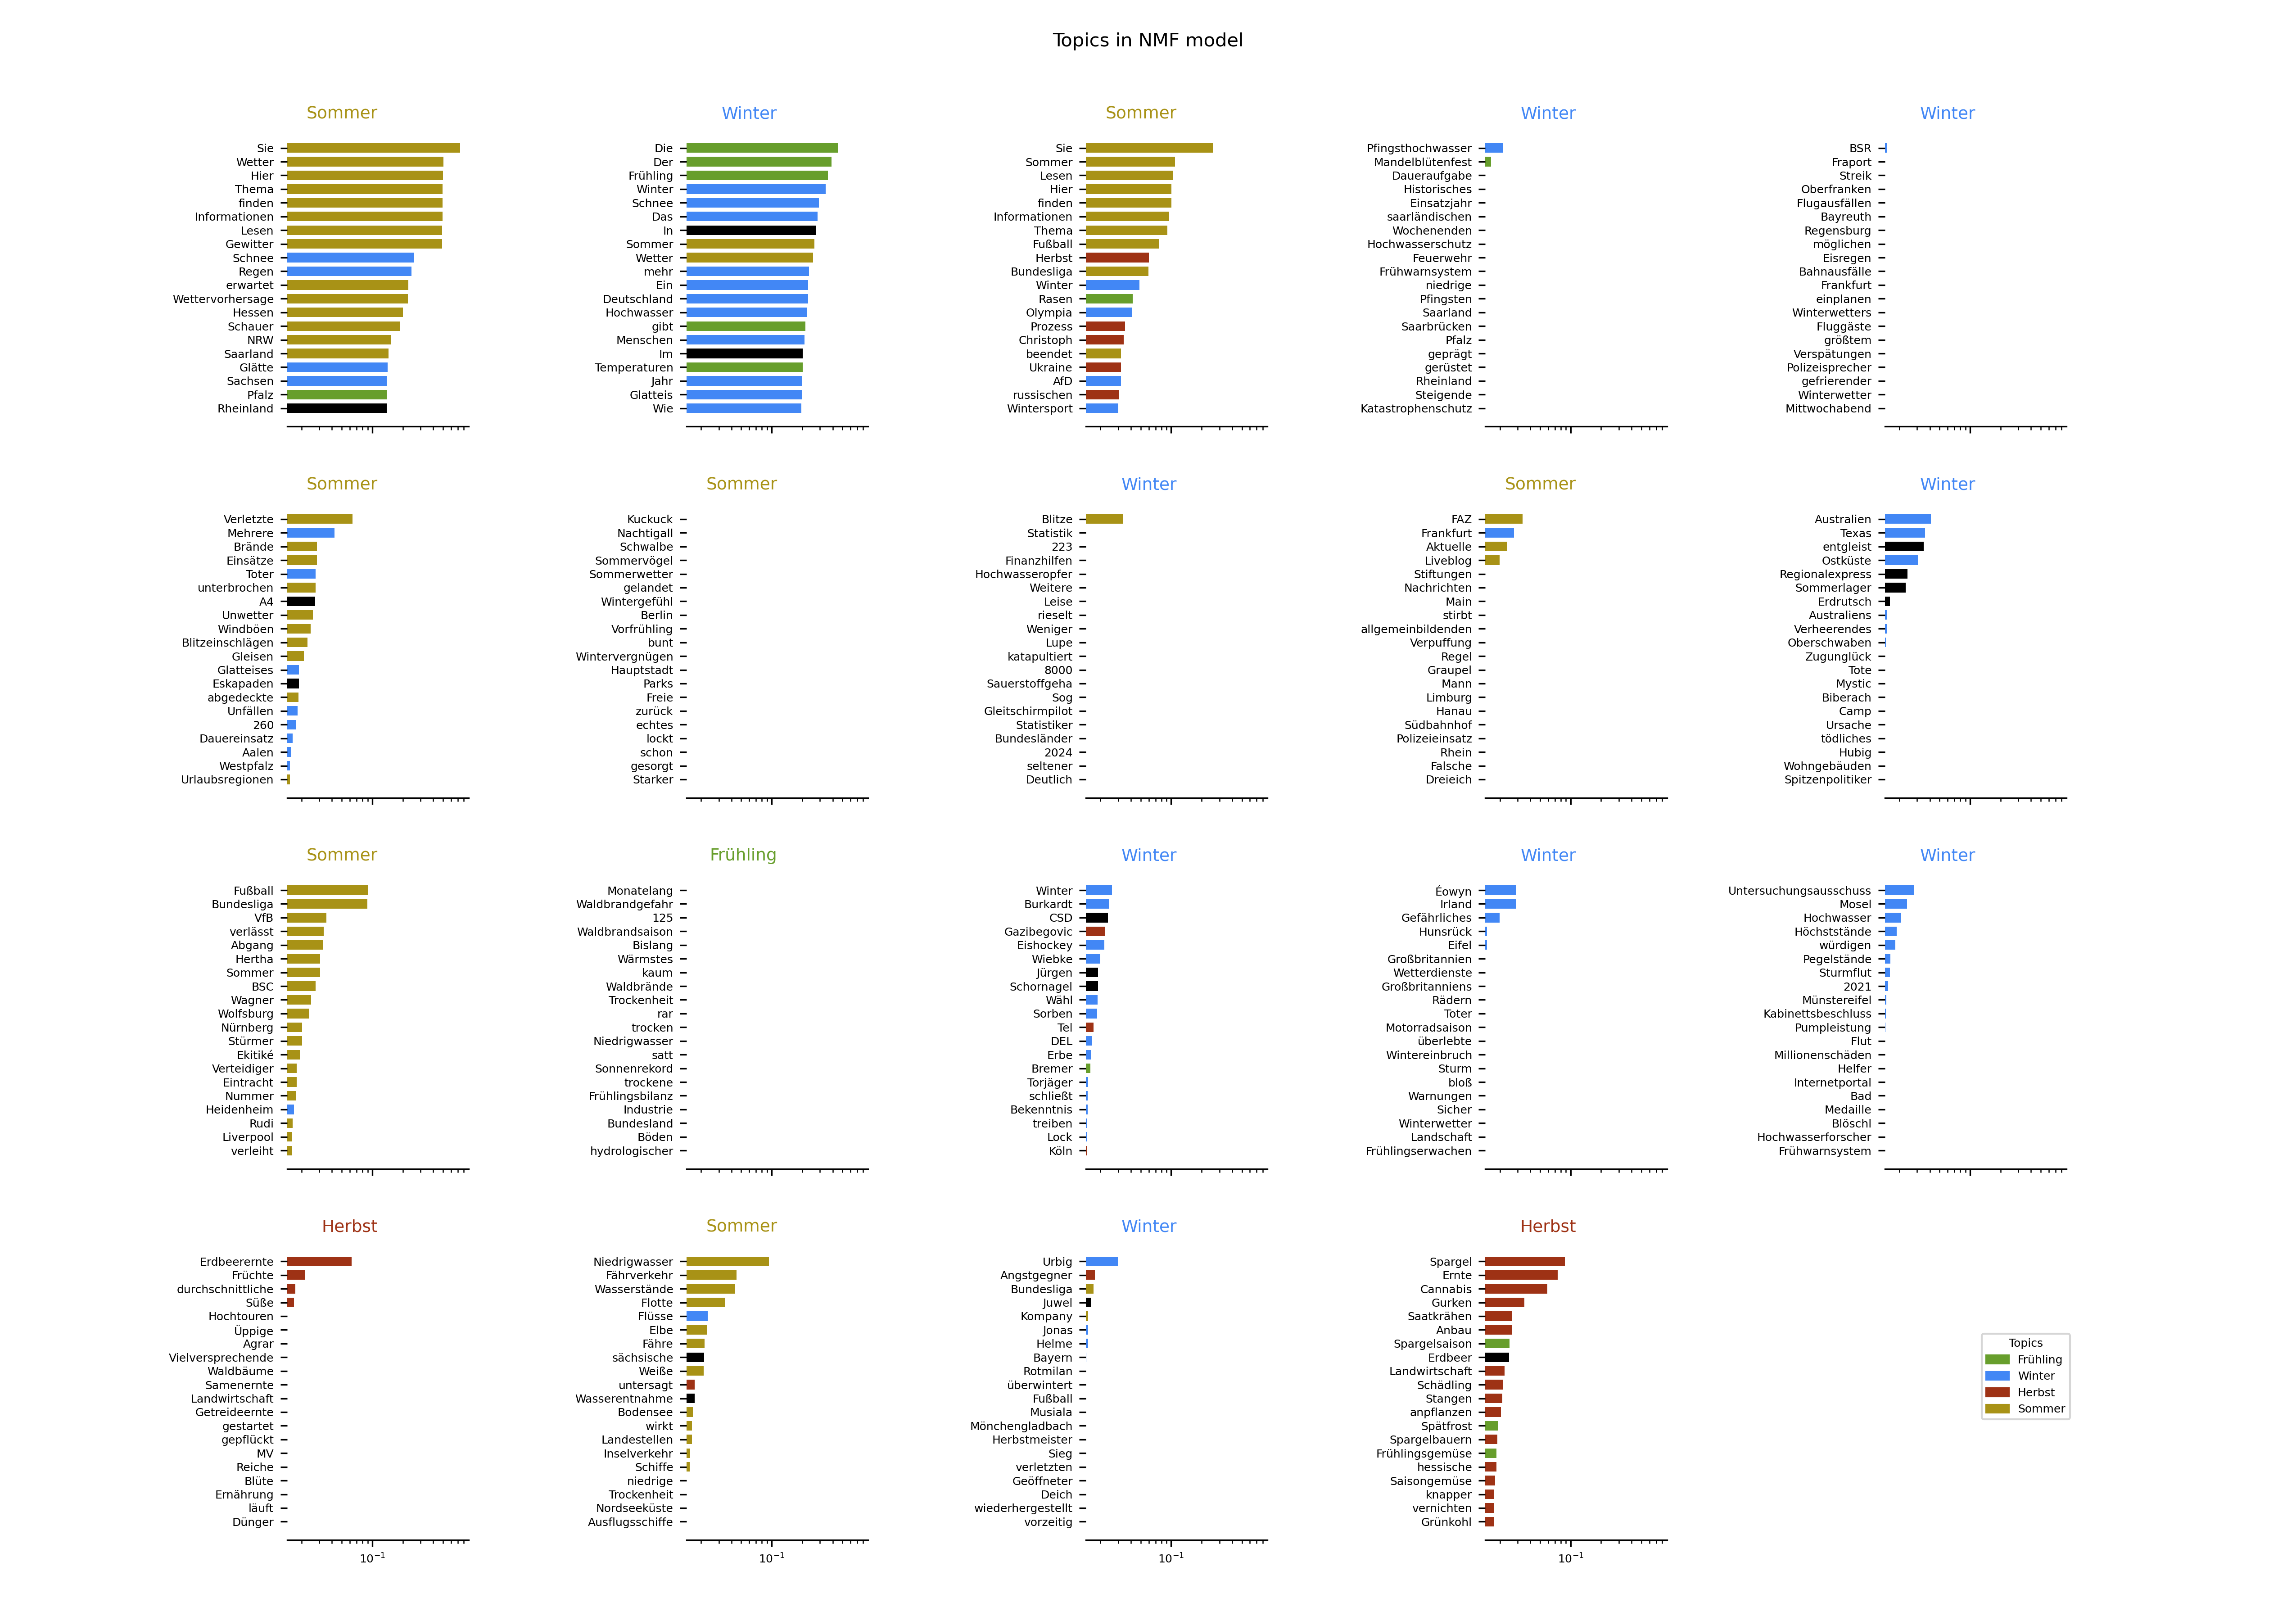 Topics in NMF model
Sommer
Sie
Wetter
Hier
Thema
finden
Informationen
Lesen
Gewitter
Schnee
Regen
erwartet
Wettervorhersage
Hessen
Schauer
NRW
Saarland
Glätte
Sachsen
Pfalz
Rheinland
Winter
Die
Der
Frühling
Winter
Schnee
Das
In
Sommer
Wetter
mehr
Ein
Deutschland
Hochwasser
gibt
Menschen
Im
Temperaturen
Jahr
Glatteis
Wie
Sommer
Sie
Sommer
Lesen
Hier
finden
Informationen
Thema
Fußball
Herbst
Bundesliga
Winter
Rasen
Olympia
Prozess
Christoph
beendet
Ukraine
AfD
russischen
Wintersport
Winter
Pfingsthochwasser
Mandelblütenfest
Daueraufgabe
Historisches
Einsatzjahr
saarländischen
Wochenenden
Hochwasserschutz
Feuerwehr
Frühwarnsystem
niedrige
Pfingsten
Saarland
Saarbrücken
Pfalz
geprägt
gerüstet
Rheinland
Steigende
Katastrophenschutz
Winter
BSR
Fraport
Streik
Oberfranken
Flugausfällen
Bayreuth
Regensburg
möglichen
Eisregen
Bahnausfälle
Frankfurt
einplanen
Winterwetters
Fluggäste
größtem
Verspätungen
Polizeisprecher
gefrierender
Winterwetter
Mittwochabend
Sommer
Verletzte
Mehrere
Brände
Einsätze
Toter
unterbrochen
A4
Unwetter
Windböen
Blitzeinschlägen
Gleisen
Glatteises
Eskapaden
abgedeckte
Unfällen
260
Dauereinsatz
Aalen
Westpfalz
Urlaubsregionen
Sommer
Kuckuck
Nachtigall
Schwalbe
Sommervögel
Sommerwetter
gelandet
Wintergefühl
Berlin
Vorfrühling
bunt
Wintervergnügen
Hauptstadt
Parks
Freie
zurück
echtes
lockt
schon
gesorgt
Starker
Winter
Blitze
Statistik
223
Finanzhilfen
Hochwasseropfer
Weitere
Leise
rieselt
Weniger
Lupe
katapultiert
8000
Sauerstoffgeha
Sog
Gleitschirmpilot
Statistiker
Bundesländer
2024
seltener
Deutlich
Sommer
FAZ
Frankfurt
Aktuelle
Liveblog
Stiftungen
Nachrichten
Main
stirbt
allgemeinbildenden
Verpuffung
Regel
Graupel
Mann
Limburg
Hanau
Südbahnhof
Polizeieinsatz
Rhein
Falsche
Dreieich
Winter
Australien
Texas
entgleist
Ostküste
Regionalexpress
Sommerlager
Erdrutsch
Australiens
Verheerendes
Oberschwaben
Zugunglück
Tote
Mystic
Biberach
Camp
Ursache
tödliches
Hubig
Wohngebäuden
Spitzenpolitiker
Sommer
Fußball
Bundesliga
VfB
verlässt
Abgang
Hertha
Sommer
BSC
Wagner
Wolfsburg
Nürnberg
Stürmer
Ekitiké
Verteidiger
Eintracht
Nummer
Heidenheim
Rudi
Liverpool
verleiht
Frühling
Monatelang
Waldbrandgefahr
125
Waldbrandsaison
Bislang
Wärmstes
kaum
Waldbrände
Trockenheit
rar
trocken
Niedrigwasser
satt
Sonnenrekord
trockene
Frühlingsbilanz
Industrie
Bundesland
Böden
hydrologischer
Winter
Winter
Burkardt
CSD
Gazibegovic
Eishockey
Wiebke
Jürgen
Schornagel
Wähl
Sorben
Tel
DEL
Erbe
Bremer
Torjäger
schließt
Bekenntnis
treiben
Lock
Köln
Winter
Éowyn
Irland
Gefährliches
Hunsrück
Eifel
Großbritannien
Wetterdienste
Großbritanniens
Rädern
Toter
Motorradsaison
überlebte
Wintereinbruch
Sturm
bloß
Warnungen
Sicher
Winterwetter
Landschaft
Frühlingserwachen
Winter
Untersuchungsausschuss
Mosel
Hochwasser
Höchststände
würdigen
Pegelstände
Sturmflut
2021
Münstereifel
Kabinettsbeschluss
Pumpleistung
Flut
Millionenschäden
Helfer
Internetportal
Bad
Medaille
Blöschl
Hochwasserforscher
Frühwarnsystem
Herbst
Erdbeerernte
Früchte
durchschnittliche
Süße
Hochtouren
Üppige
Agrar
Vielversprechende
Waldbäume
Samenernte
Landwirtschaft
Getreideernte
gestartet
gepflückt
MV
Reiche
Blüte
Ernährung
läuft
Dünger
10⁻¹
Sommer
Niedrigwasser
Fährverkehr
Wasserstände
Flotte
Flüsse
Elbe
Fähre
sächsische
Weiße
untersagt
Wasserentnahme
Bodensee
wirkt
Landestellen
Inselverkehr
Schiffe
niedrige
Trockenheit
Nordseeküste
Ausflugsschiffe
10⁻¹
Winter
Urbig
Angstgegner
Bundesliga
Juwel
Kompany
Jonas
Helme
Bayern
Rotmilan
überwintert
Fußball
Musiala
Mönchengladbach
Herbstmeister
Sieg
verletzten
Geöffneter
Deich
wiederhergestellt
vorzeitig
10⁻¹
Herbst
Spargel
Ernte
Cannabis
Gurken
Saatkrähen
Anbau
Spargelsaison
Erdbeer
Landwirtschaft
Schädling
Stangen
anpflanzen
Spätfrost
Spargelbauern
Frühlingsgemüse
hessische
Saisongemüse
knapper
vernichten
Grünkohl
10⁻¹
Topics
Frühling
Winter
Herbst
Sommer